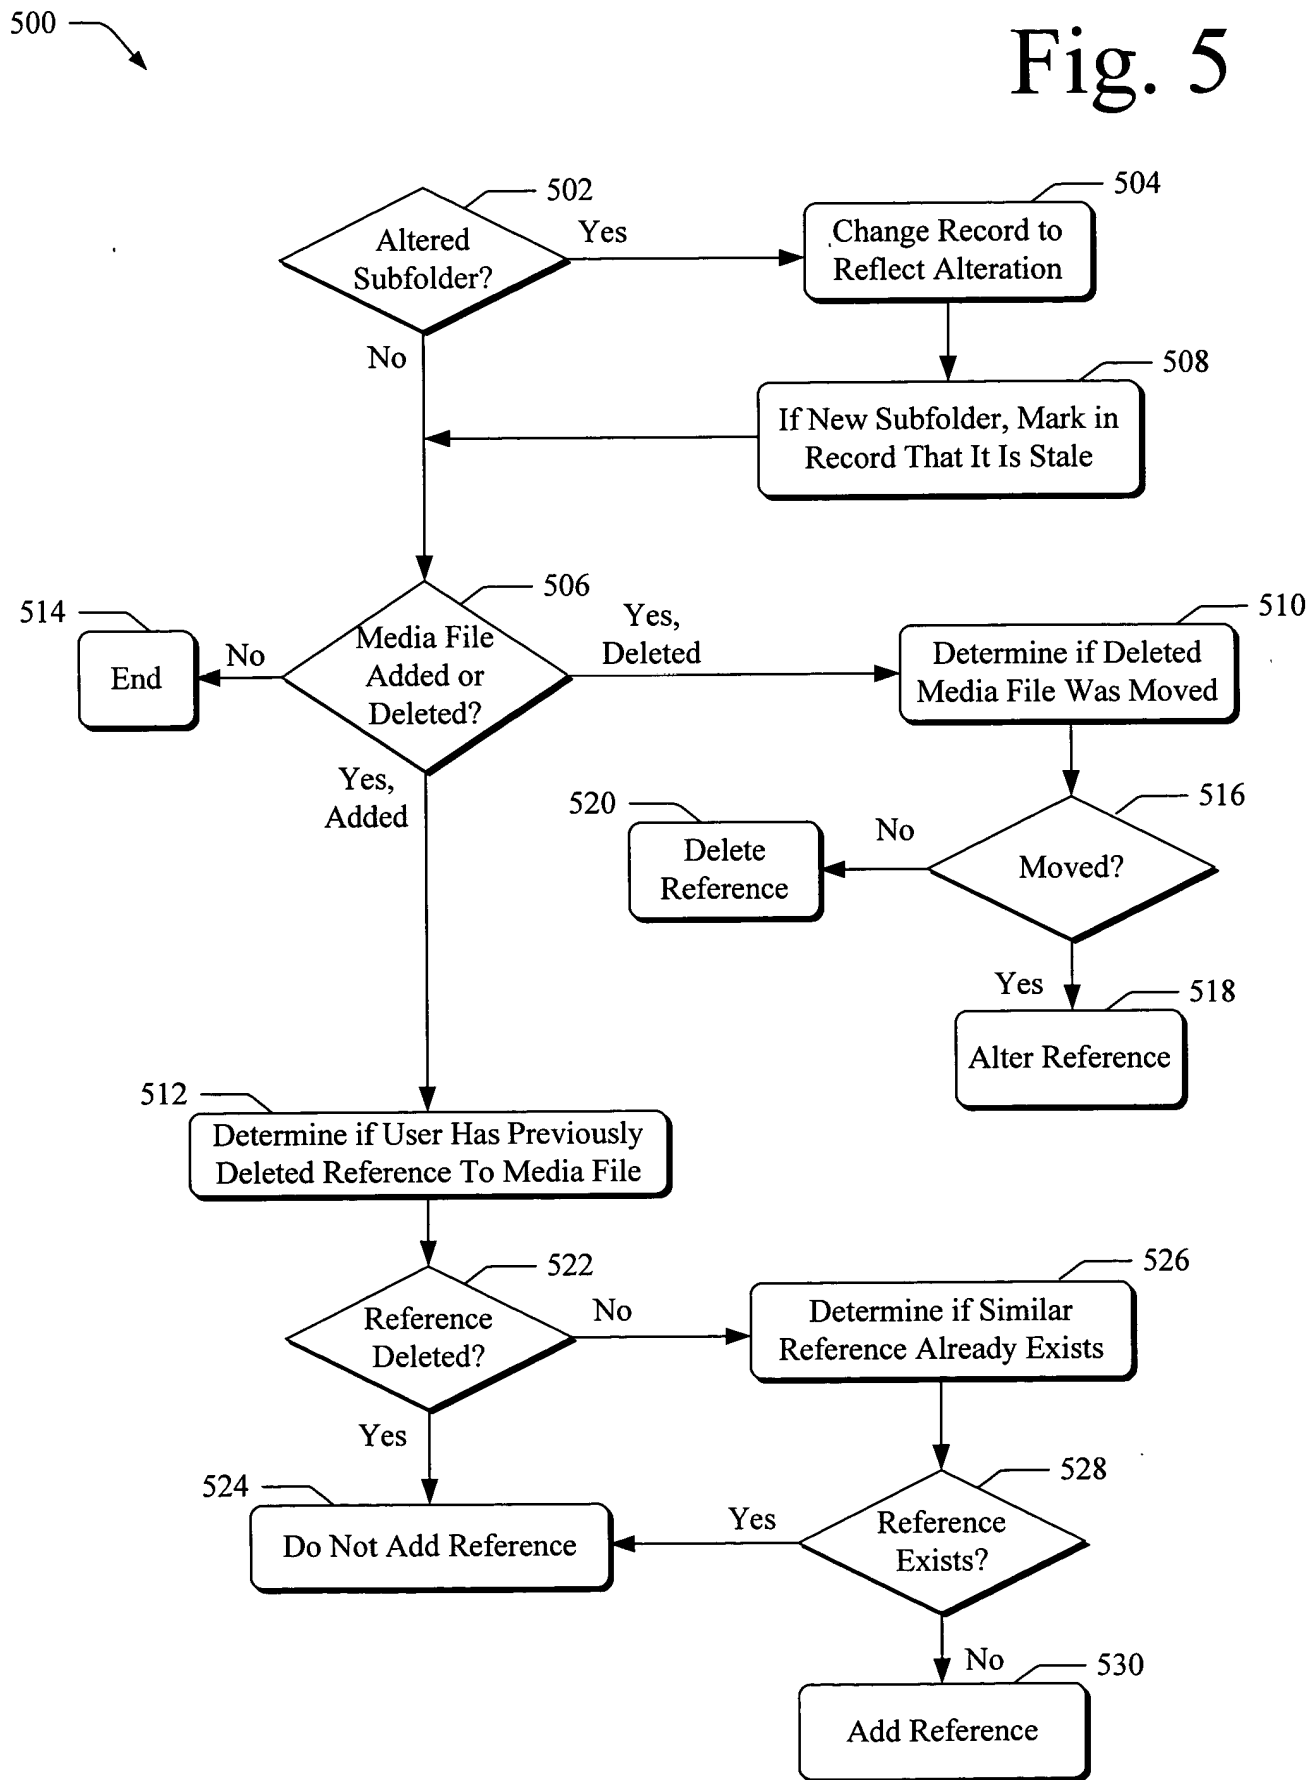 500
Fig. 5
502
Altered
Subfolder?
Yes
504
Change Record to
Reflect Alteration
No
508
If New Subfolder, Mark in
Record That It Is Stale
506
Media File
Added or
Deleted?
514
End
No
Yes,
Deleted
510
Determine if Deleted
Media File Was Moved
Yes,
Added
516
Moved?
No
520
Delete
Reference
Yes
518
Alter Reference
512
Determine if User Has Previously
Deleted Reference To Media File
522
Reference
Deleted?
No
526
Determine if Similar
Reference Already Exists
Yes
524
Do Not Add Reference
528
Reference
Exists?
Yes
No
530
Add Reference